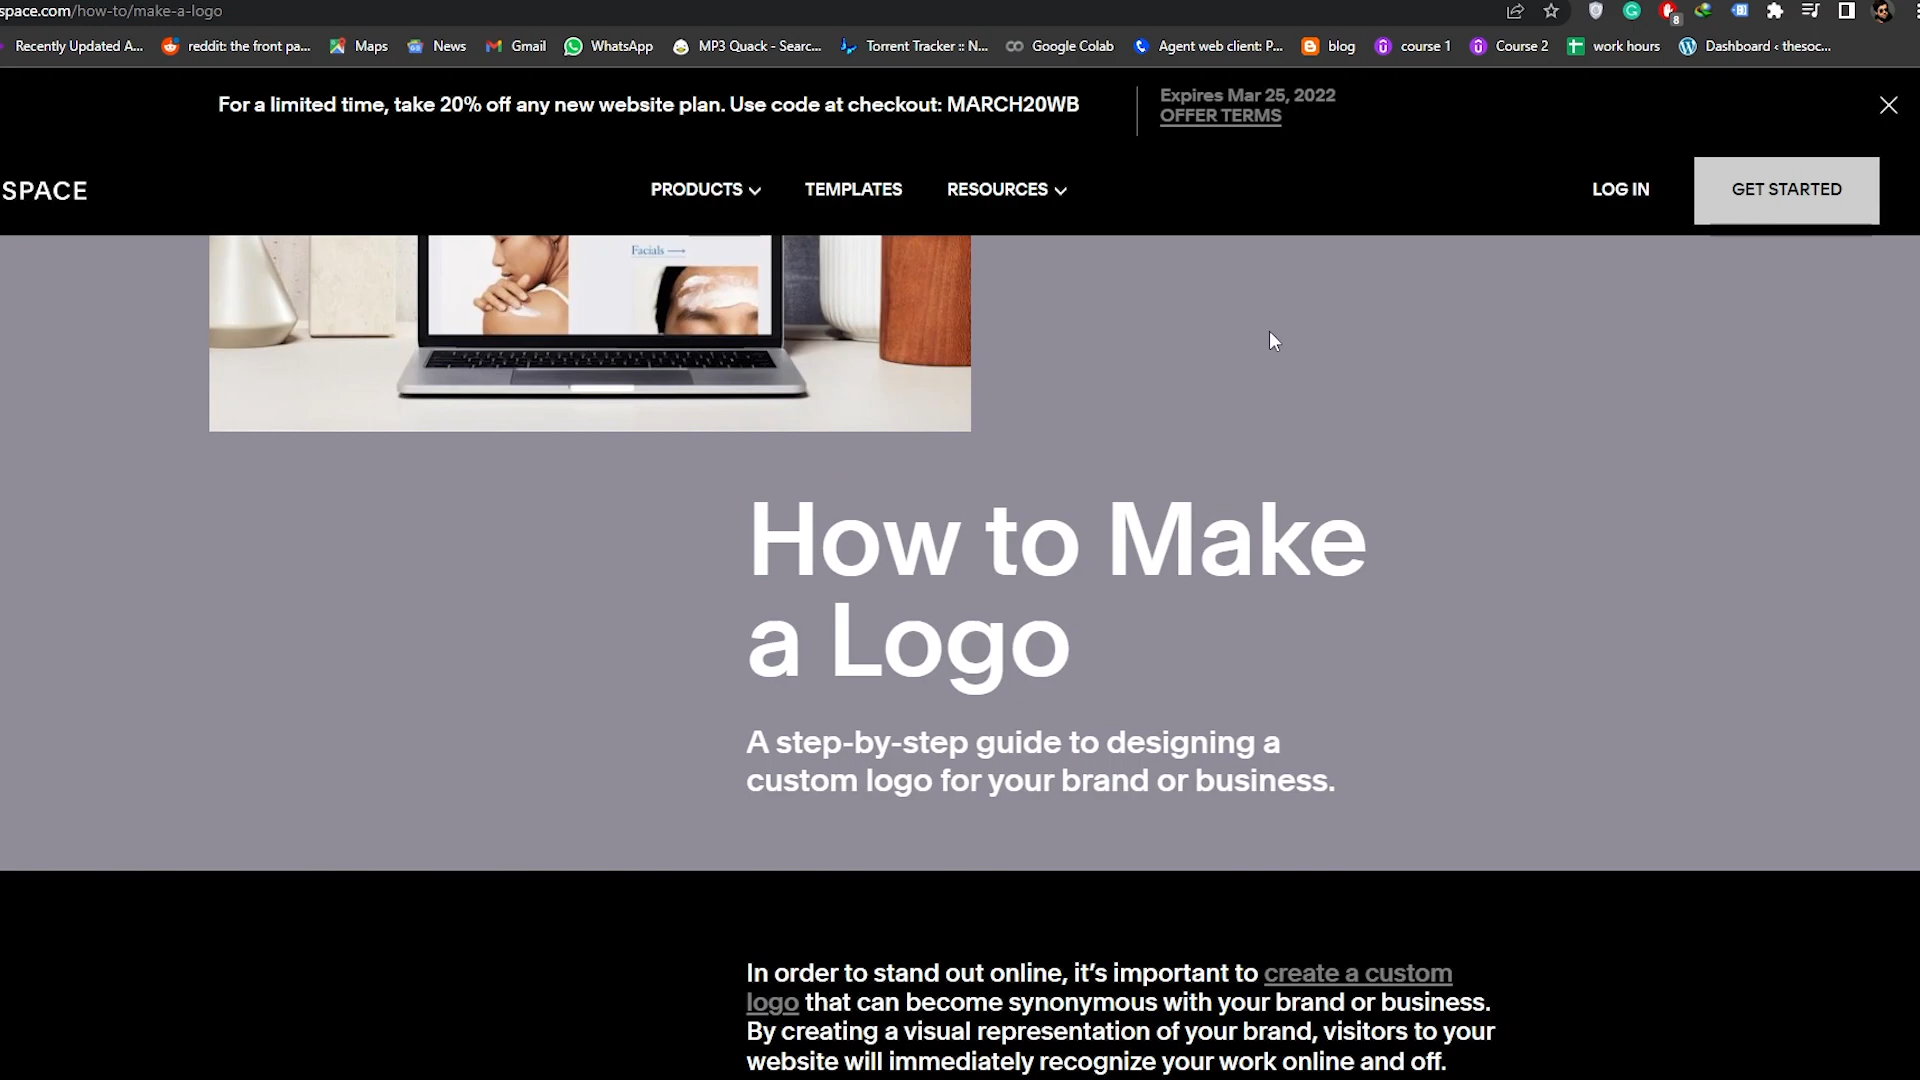 space.com/how-to/make-a-logo
8
Recently Updated A...
reddit: the front pa...
Maps
News
Gmail
WhatsApp
MP3 Quack - Searc...
Torrent Tracker :: N...
Google Colab
Agent web client: P...
blog
course 1
Course 2
work hours
Dashboard ‹ thesoc...
For a limited time, take 20% off any new website plan. Use code at checkout: MARCH20WB
Expires Mar 25, 2022
OFFER TERMS
SPACE
PRODUCTS
TEMPLATES
RESOURCES
LOG IN
GET STARTED
Facials
How to Make
a Logo
A step-by-step guide to designing a
custom logo for your brand or business.
In order to stand out online, it’s important to create a custom
logo that can become synonymous with your brand or business.
By creating a visual representation of your brand, visitors to your
website will immediately recognize your work online and off.